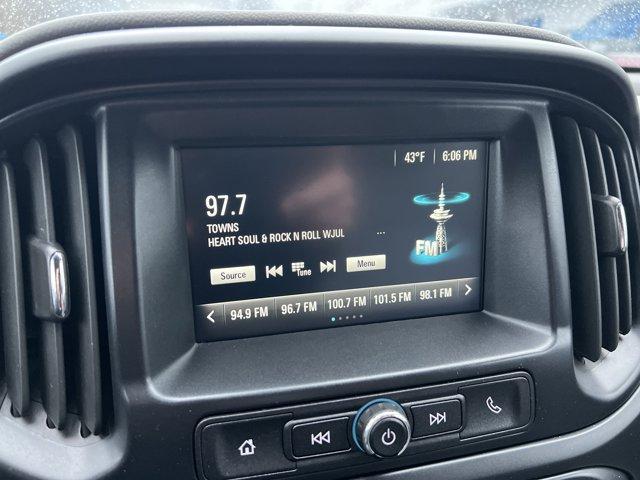 43°F 6:06 PM
97.7
TOWNS
HEART SOUL & ROCK N ROLL WJUL
...
FM
Source Tune Menu
94.9 FM 96.7 FM 100.7 FM 101.5 FM 98.1 FM